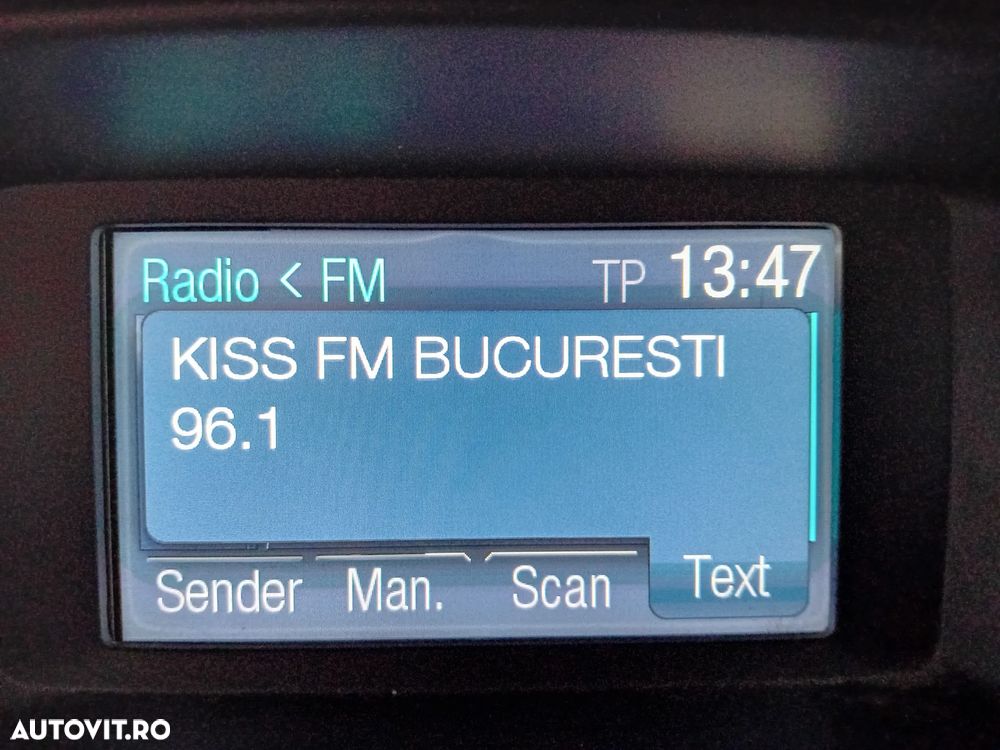 Radio < FM TP 13:47
KISS FM BUCURESTI
96.1
Sender Man. Scan Text
AUTOVIT.RO